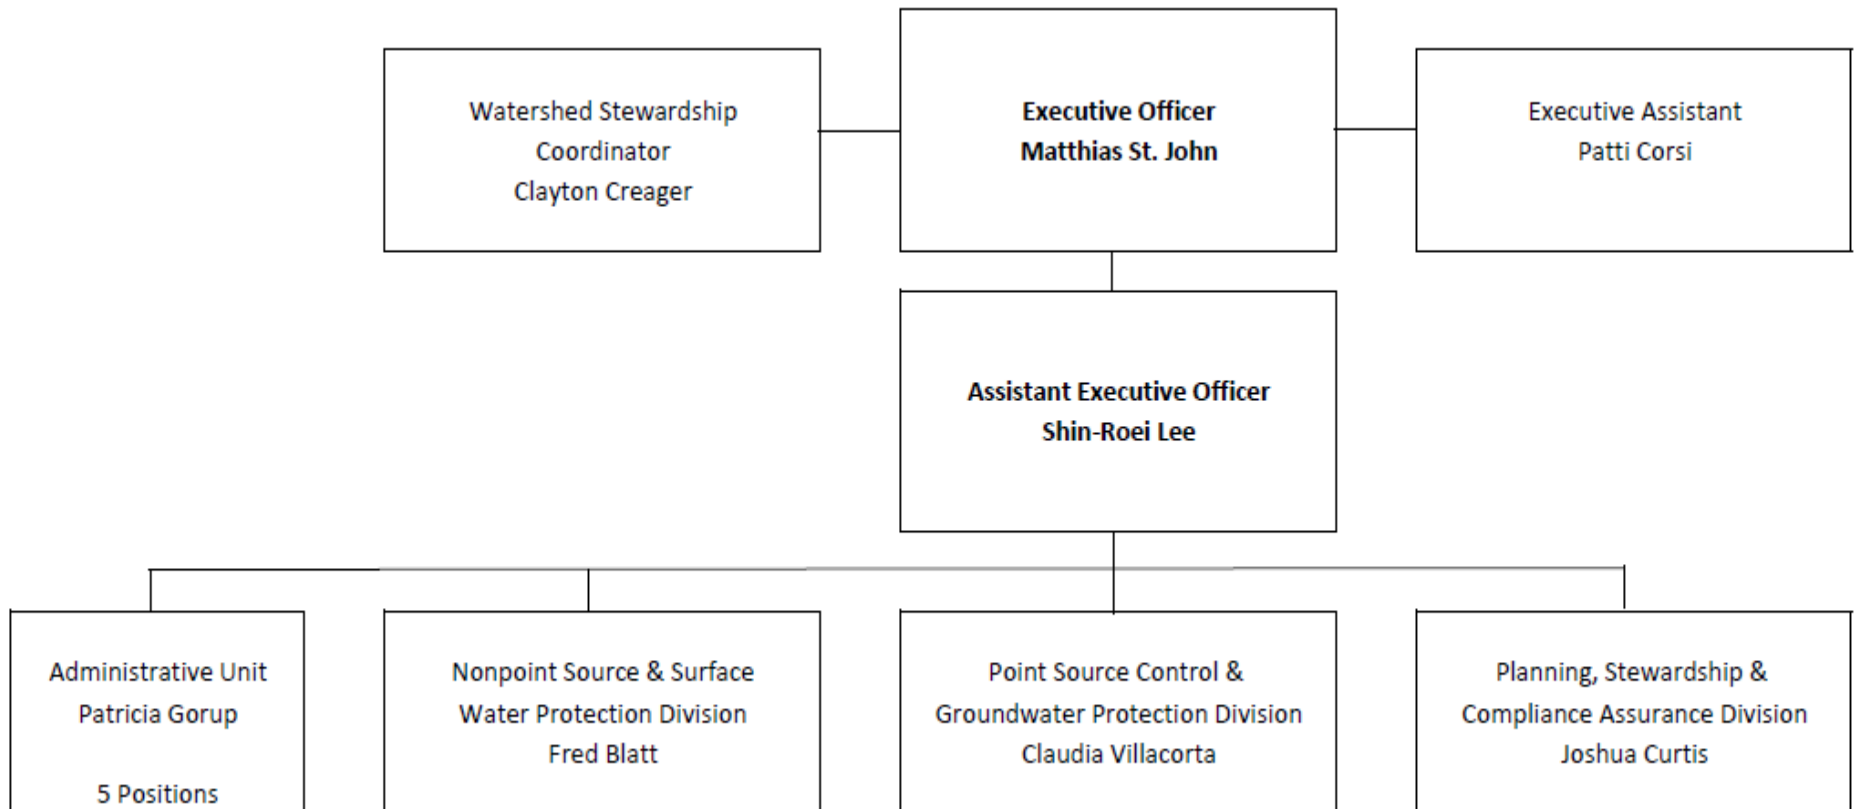 Watershed Stewardship
Coordinator
Clayton Creager
Executive Officer
Matthias St. John
Executive Assistant
Patti Corsi
Assistant Executive Officer
Shin-Roei Lee
Administrative Unit
Patricia Gorup
5 Positions
Nonpoint Source & Surface
Water Protection Division
Fred Blatt
Point Source Control &
Groundwater Protection Division
Claudia Villacorta
Planning, Stewardship &
Compliance Assurance Division
Joshua Curtis